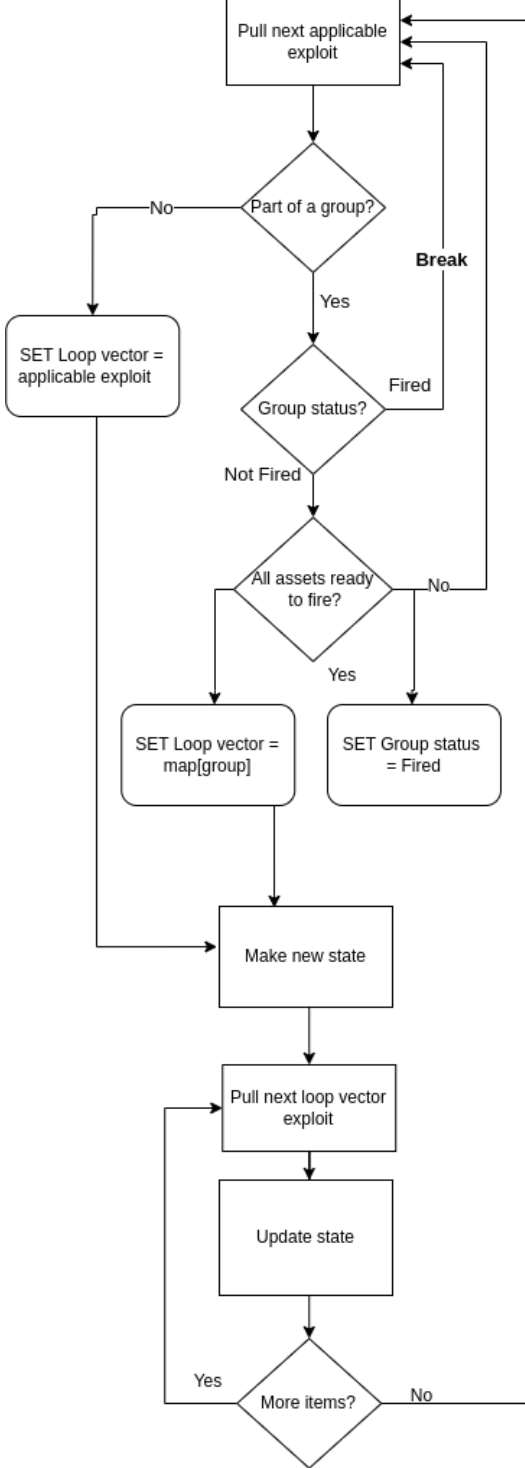 Pull next applicable
exploit
Part of a group?
No
Yes
Break
SET Loop vector =
applicable exploit
Group status?
Fired
Not Fired
All assets ready
to fire?
No
Yes
SET Loop vector =
map[group]
SET Group status
= Fired
Make new state
Pull next loop vector
exploit
Update state
Yes
More items?
No